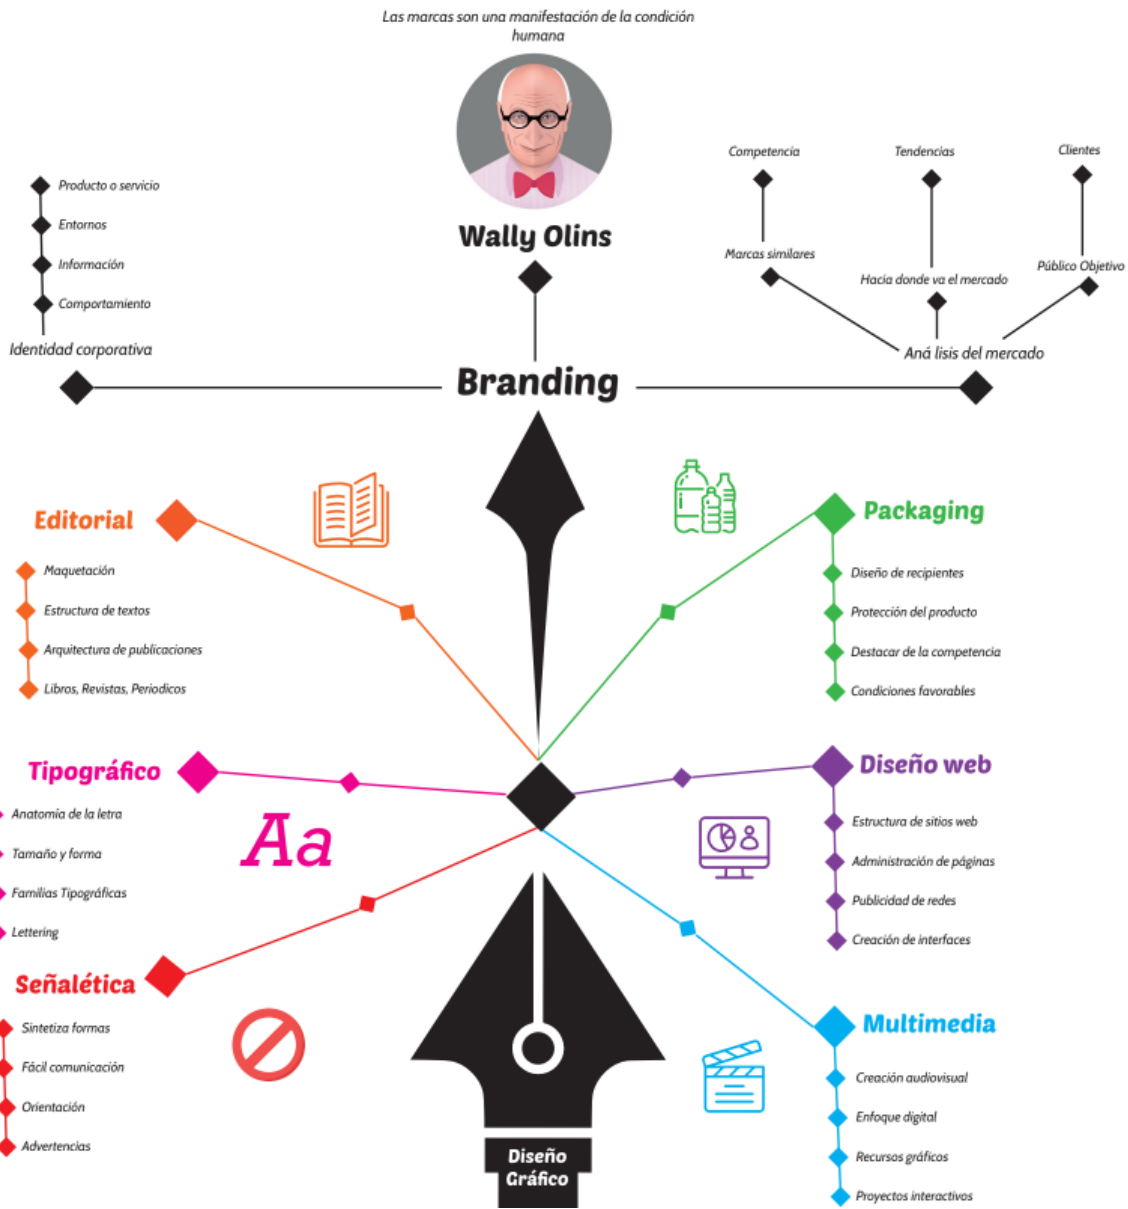 Las marcas son una manifestación de la condición
humana
Wally Olins
Producto o servicio
Entornos
Información
Comportamiento
Identidad corporativa
Competencia
Tendencias
Clientes
Marcas similares
Hacia donde va el mercado
Público Objetivo
Aná lisis del mercado
Branding
Editorial
Maquetación
Estructura de textos
Arquitectura de publicaciones
Libros, Revistas, Periodicos
Packaging
Diseño de recipientes
Protección del producto
Destacar de la competencia
Condiciones favorables
Tipográfico
Anatomía de la letra
Tamaño y forma
Familias Tipográficas
Lettering
Aa
Diseño web
Estructura de sitios web
Administración de páginas
Publicidad de redes
Creación de interfaces
Señalética
Sintetiza formas
Fácil comunicación
Orientación
Advertencias
Multimedia
Creación audiovisual
Enfoque digital
Recursos gráficos
Proyectos interactivos
Diseño
Gráfico